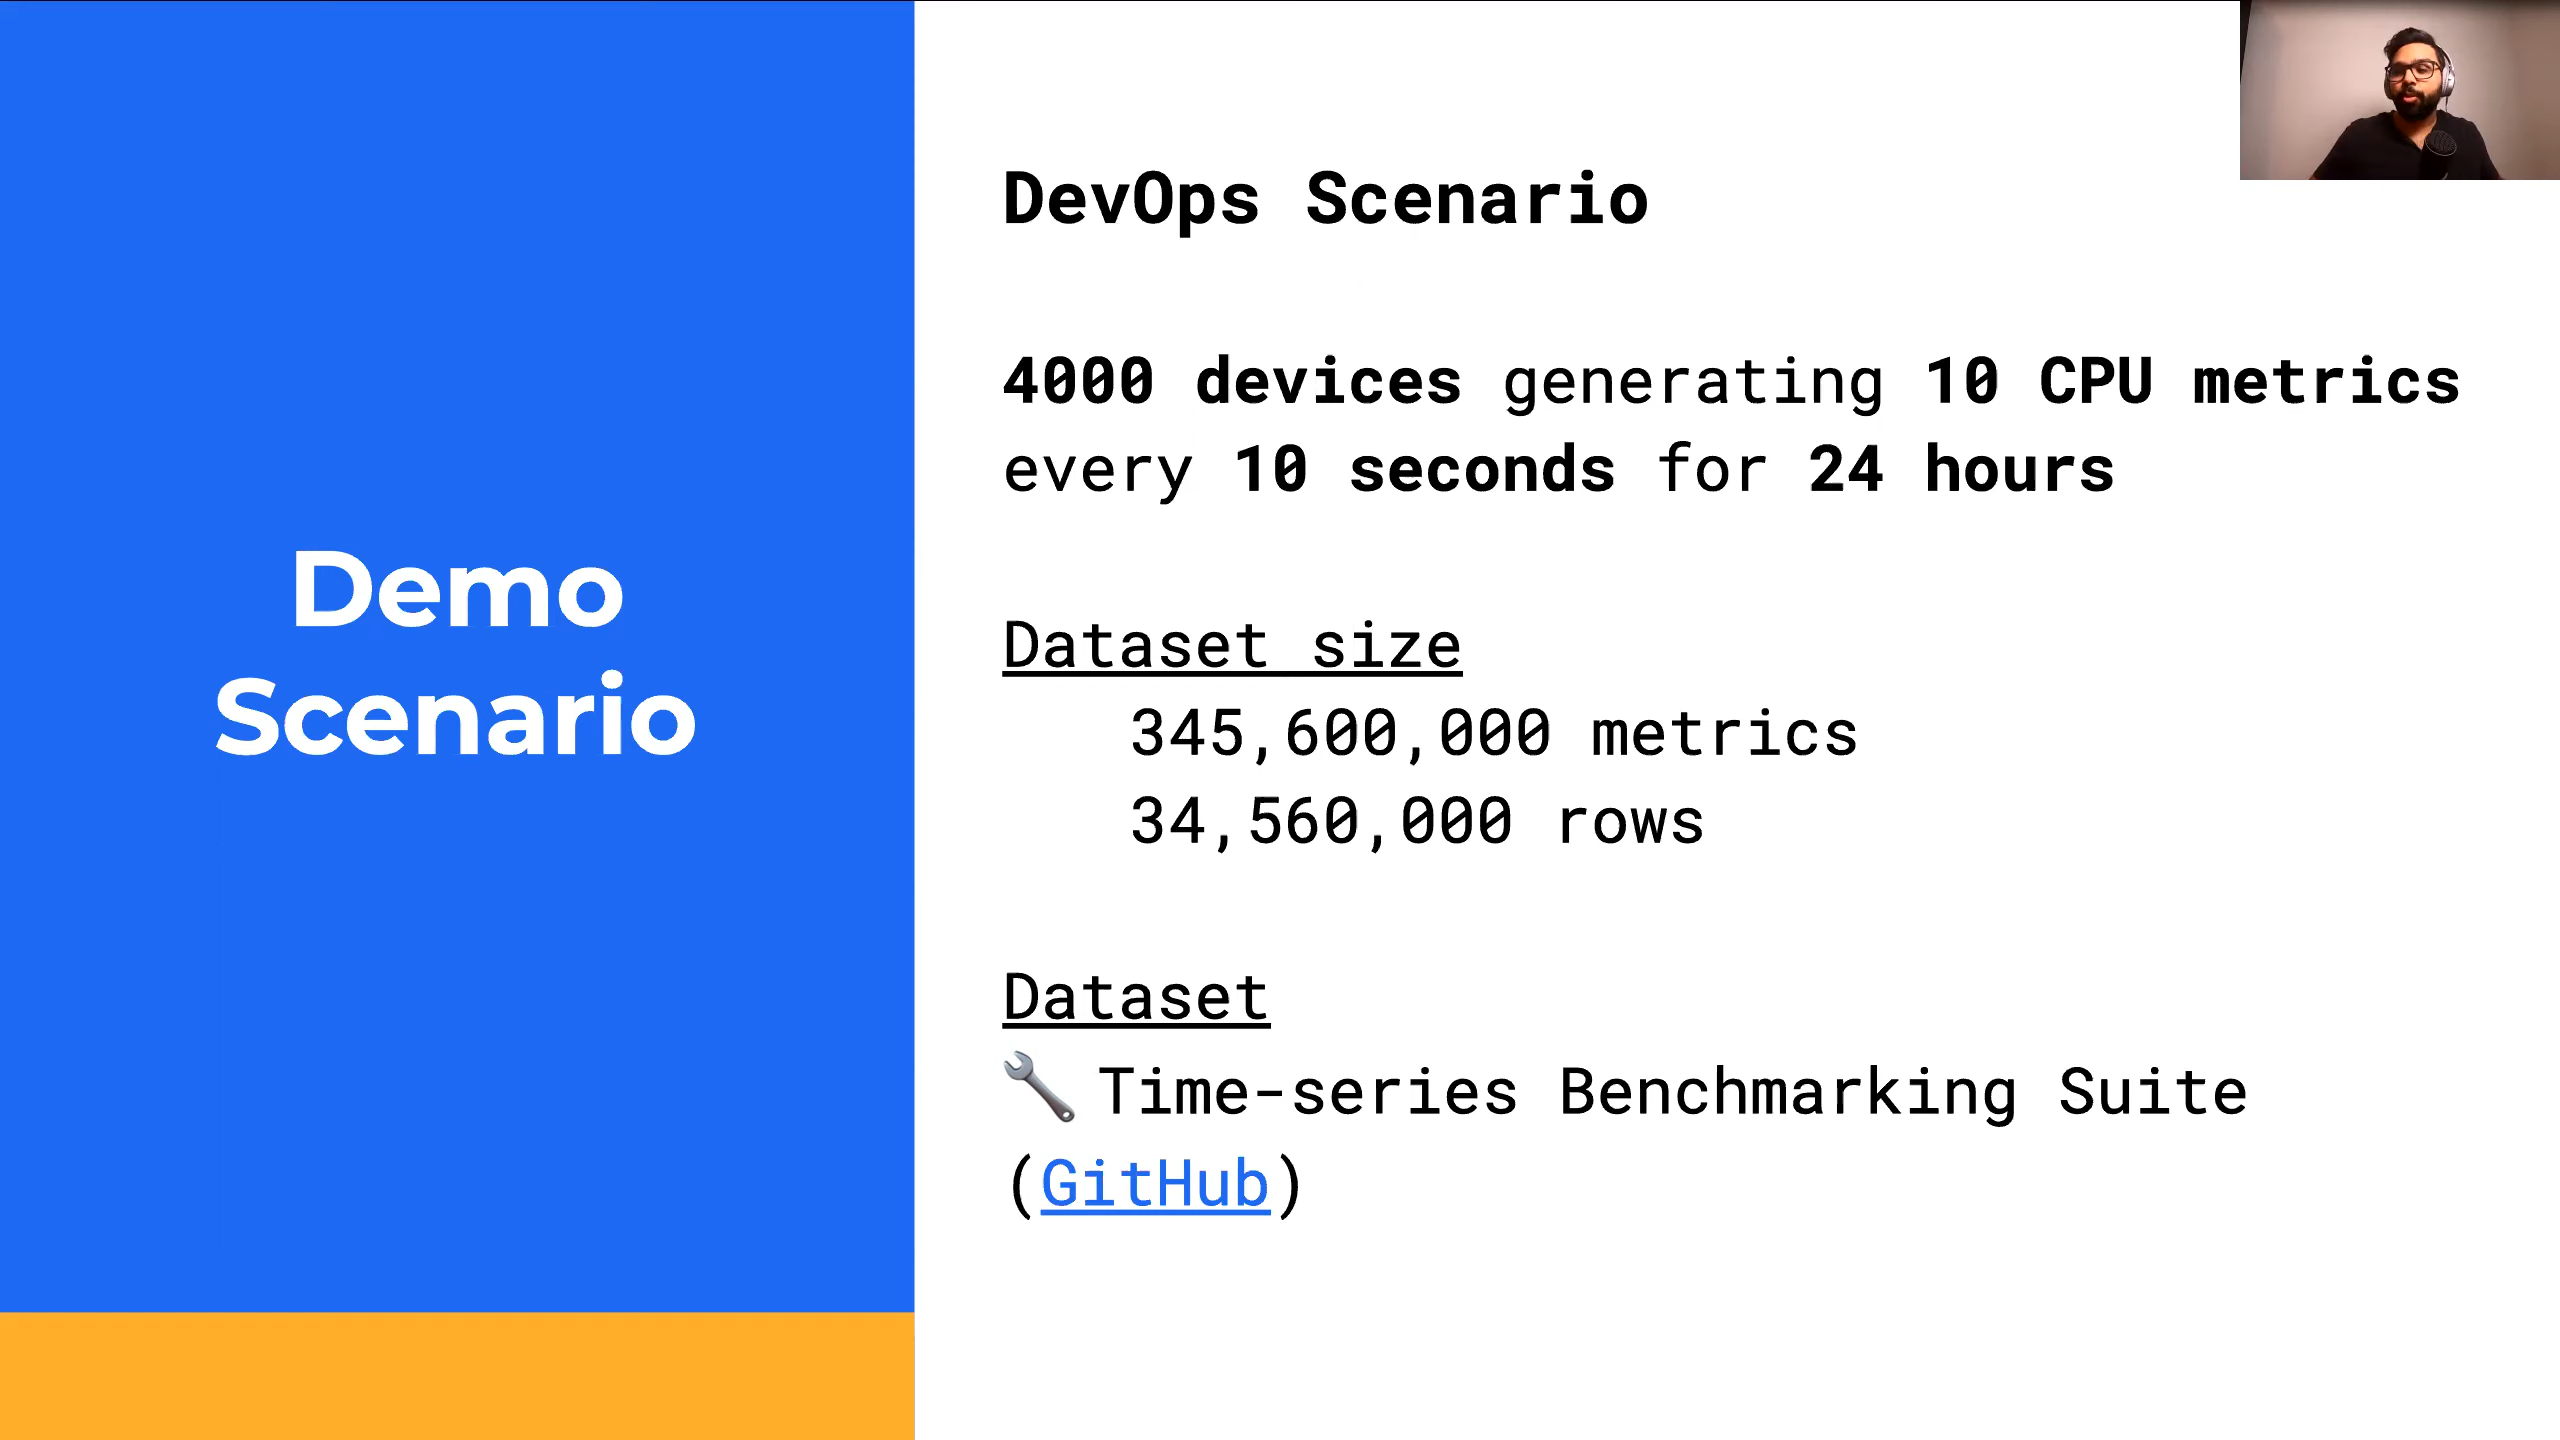 Demo
Scenario
DevOps Scenario
4000 devices generating 10 CPU metrics
every 10 seconds for 24 hours
Dataset size
345,600,000 metrics
34,560,000 rows
Dataset
🔧 Time-series Benchmarking Suite
(GitHub)